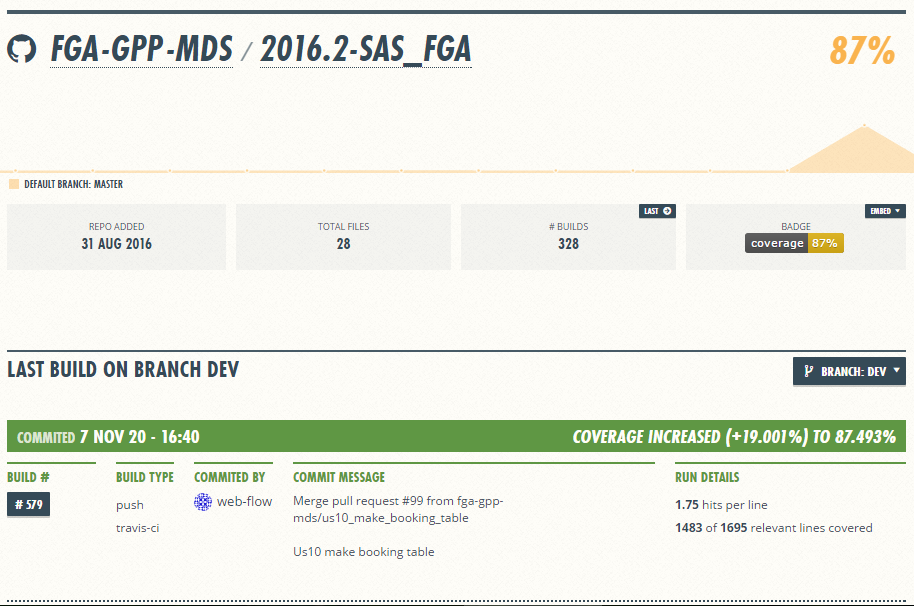 FGA-GPP-MDS / 2016.2-SAS_FGA
87%
DEFAULT BRANCH: MASTER
REPO ADDED
31 AUG 2016
TOTAL FILES
28
LAST
# BUILDS
328
EMBED
BADGE
coverage 87%
LAST BUILD ON BRANCH DEV
BRANCH: DEV
COMMITED 7 NOV 20 - 16:40
COVERAGE INCREASED (+19.001%) TO 87.493%
BUILD #
# 579
BUILD TYPE
push
travis-ci
COMMITED BY
web-flow
COMMIT MESSAGE
Merge pull request #99 from fga-gpp-
mds/us10_make_booking_table
Us10 make booking table
RUN DETAILS
1.75 hits per line
1483 of 1695 relevant lines covered